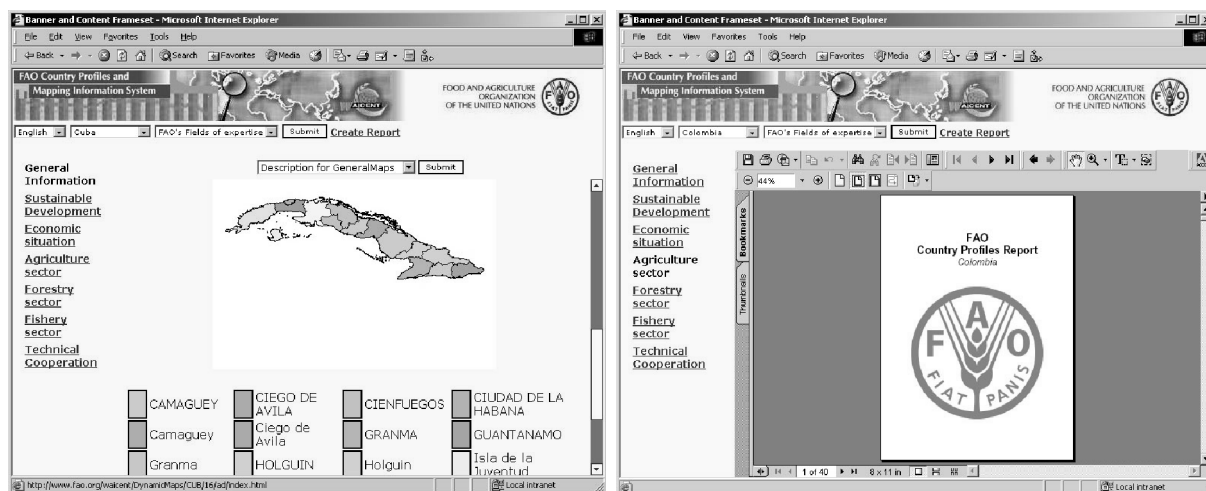 Banner and Content Frameset - Microsoft Internet Explorer
File Edit View Favorites Tools Help
Back Search Favorites Media
FAO Country Profiles and
Mapping Information System
WAICENT
FOOD AND AGRICULTURE
ORGANIZATION
OF THE UNITED NATIONS
F A O
FIAT PANIS
English Cuba FAO's Fields of expertise Submit Create Report
General
Information
Description for GeneralMaps Submit
Sustainable
Development
Economic
situation
Agriculture
sector
Forestry
sector
Fishery
sector
Technical
Cooperation
CAMAGUEY
CIEGO DE
AVILA
CIENFUEGOS
CIUDAD DE LA
HABANA
Camaguey
Ciego de
Avila
GRANMA
GUANTANAMO
Granma
HOLGUIN
Holguin
Isla de la
Juventud
http://www.fao.org/waicent/DynamicMaps/CUB/16/ad/index.html
Local intranet
Banner and Content Frameset - Microsoft Internet Explorer
File Edit View Favorites Tools Help
Back Search Favorites Media
FAO Country Profiles and
Mapping Information System
WAICENT
FOOD AND AGRICULTURE
ORGANIZATION
OF THE UNITED NATIONS
F A O
FIAT PANIS
English Colombia FAO's Fields of expertise Submit Create Report
General
Information
Sustainable
Development
Economic
situation
Agriculture
sector
Forestry
sector
Fishery
sector
Technical
Cooperation
44%
Bookmarks
Thumbnails
FAO
Country Profiles Report
Colombia
F A O
FIAT PANIS
1 of 40 8 x 11 in
Local intranet